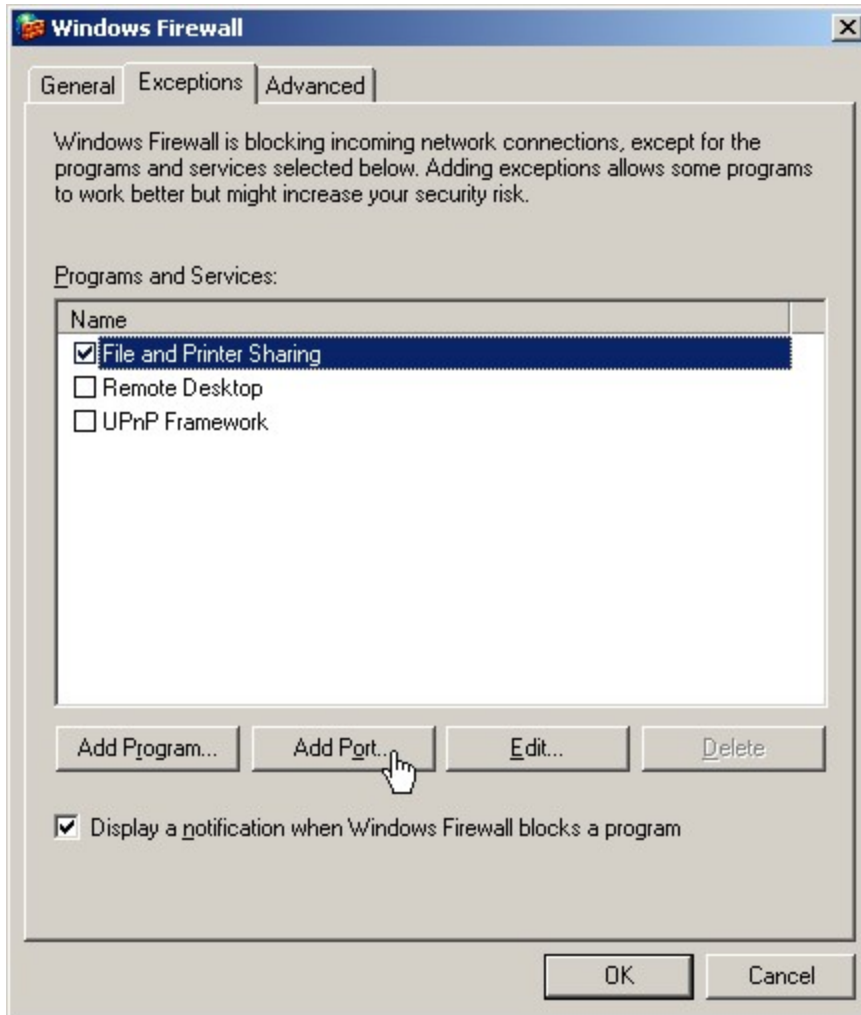 Windows Firewall
General Exceptions Advanced
Windows Firewall is blocking incoming network connections, except for the
programs and services selected below. Adding exceptions allows some programs
to work better but might increase your security risk.
Programs and Services:
Name
File and Printer Sharing
Remote Desktop
UPnP Framework
Add Program... Add Port... Edit... Delete
Display a notification when Windows Firewall blocks a program
OK Cancel